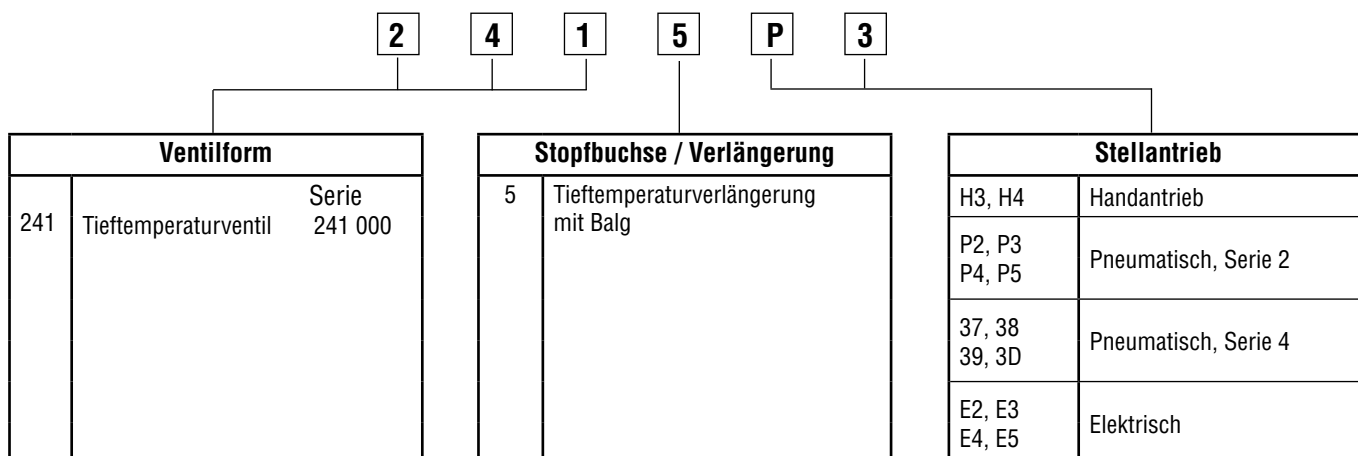 2 4 1 5 P 3
Ventilform
Serie
241 Tieftemperaturventil 241 000
Stopfbuchse / Verlängerung
5 Tieftemperaturverlängerung
mit Balg
Stellantrieb
H3, H4 Handantrieb
P2, P3
P4, P5
Pneumatisch, Serie 2
37, 38
39, 3D
Pneumatisch, Serie 4
E2, E3
E4, E5
Elektrisch